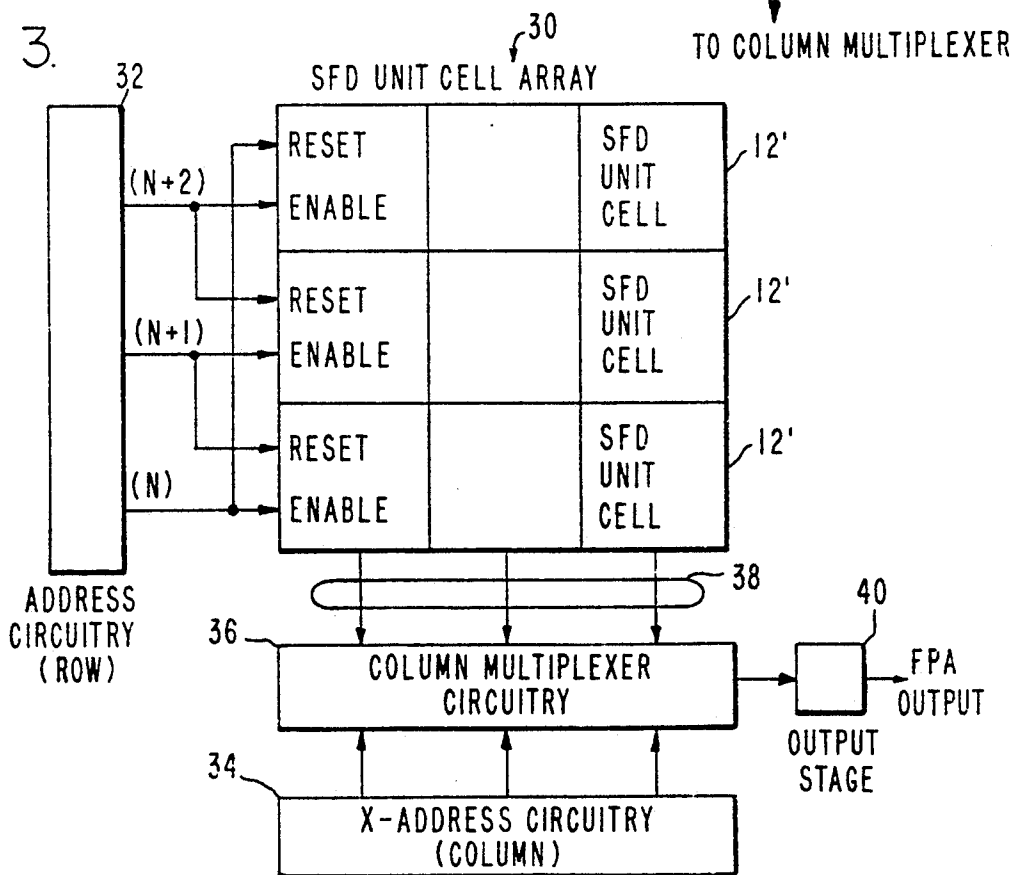 3.
30
TO COLUMN MULTIPLEXER
32
SFD UNIT CELL ARRAY
RESET
SFD
UNIT
CELL
12'
(N+2)
ENABLE
RESET
SFD
UNIT
CELL
12'
(N+1)
ENABLE
RESET
SFD
UNIT
CELL
12'
(N)
ENABLE
ADDRESS
CIRCUITRY
(ROW)
38
36
COLUMN MULTIPLEXER
CIRCUITRY
40
FPA
OUTPUT
OUTPUT
STAGE
34
X-ADDRESS CIRCUITRY
(COLUMN)